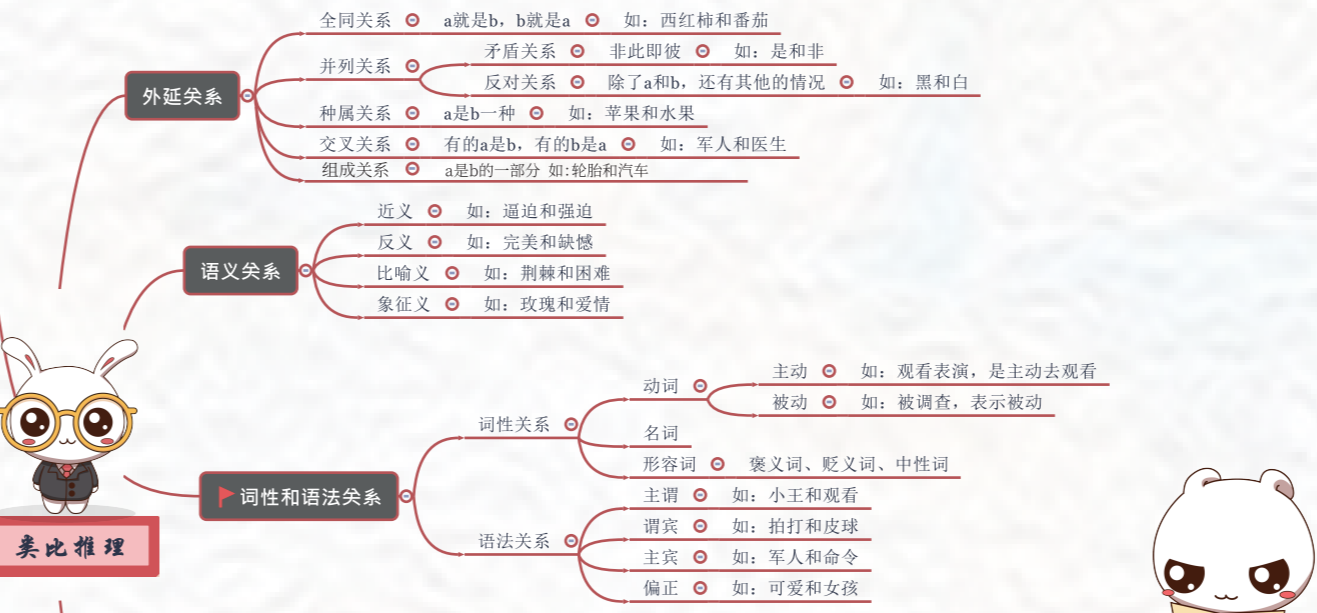 全同关系 a就是b，b就是a 如：西红柿和番茄
外延关系
并列关系
矛盾关系 非此即彼 如：是和非
反对关系 除了a和b，还有其他的情况 如：黑和白
种属关系 a是b一种 如：苹果和水果
交叉关系 有的a是b，有的b是a 如：军人和医生
组成关系 a是b的一部分 如:轮胎和汽车
语义关系
近义 如：逼迫和强迫
反义 如：完美和缺憾
比喻义 如：荆棘和困难
象征义 如：玫瑰和爱情
词性和语法关系
词性关系
动词
主动 如：观看表演，是主动去观看
被动 如：被调查，表示被动
名词
形容词 褒义词、贬义词、中性词
语法关系
主谓 如：小王和观看
谓宾 如：拍打和皮球
主宾 如：军人和命令
偏正 如：可爱和女孩
类比推理